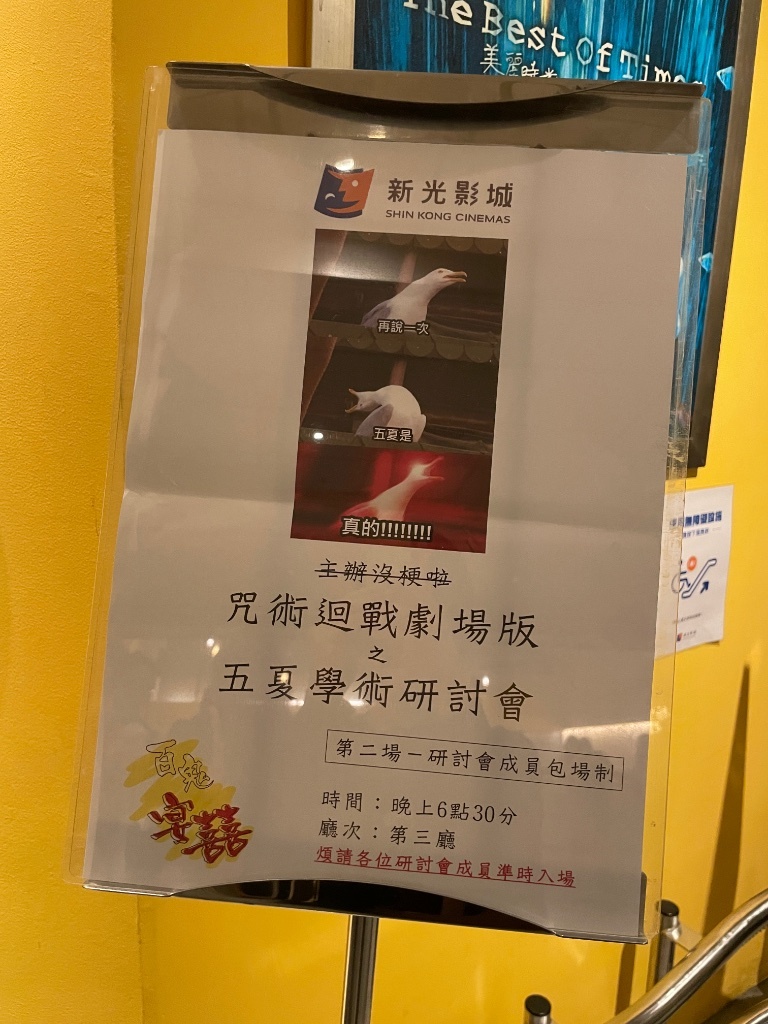 The Best Of Times
美麗時光
新光影城
SHIN KONG CINEMAS
再說一次
五夏是
真的!!!!!!!!
主辦沒梗啦
咒術迴戰劇場版
之
五夏學術研討會
第二場－研討會成員包場制
時間：晚上6點30分
廳次：第三廳
煩請各位研討會成員準時入場
百鬼
宴囍